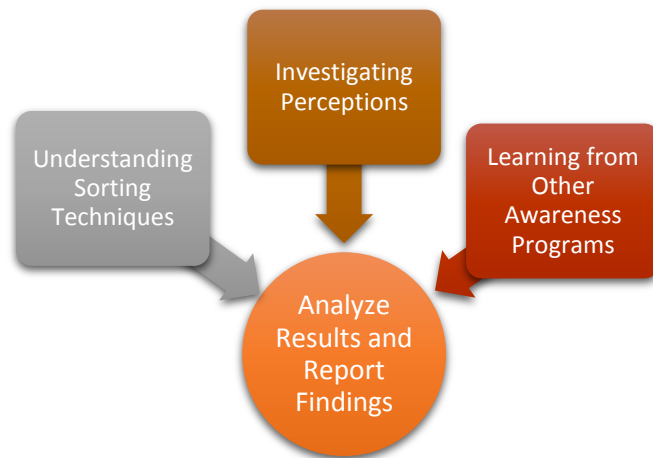 Investigating
Perceptions
Understanding
Sorting
Techniques
Learning from
Other
Awareness
Programs
Analyze
Results and
Report
Findings